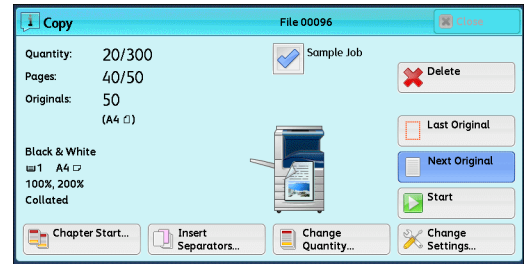 Copy
File 00096
Close
Quantity: 20/300
Sample Job
Pages: 40/50
Delete
Originals: 50
(A4)
Last Original
Black & White
1 A4
Next Original
100%, 200%
Collated
Start
Chapter Start...
Insert
Separators...
Change
Quantity...
Change
Settings...